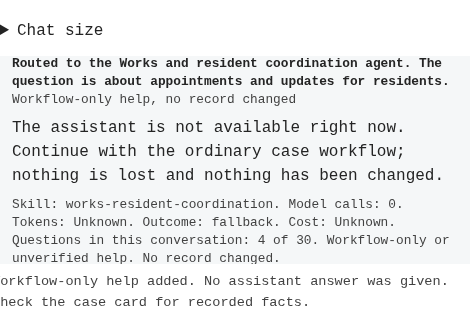 Chat size
Routed to the Works and resident coordination agent. The
question is about appointments and updates for residents.
Workflow-only help, no record changed
The assistant is not available right now.
Continue with the ordinary case workflow;
nothing is lost and nothing has been changed.
Skill: works-resident-coordination. Model calls: 0.
Tokens: Unknown. Outcome: fallback. Cost: Unknown.
Questions in this conversation: 4 of 30. Workflow-only or
unverified help. No record changed.
orkflow-only help added. No assistant answer was given.
heck the case card for recorded facts.